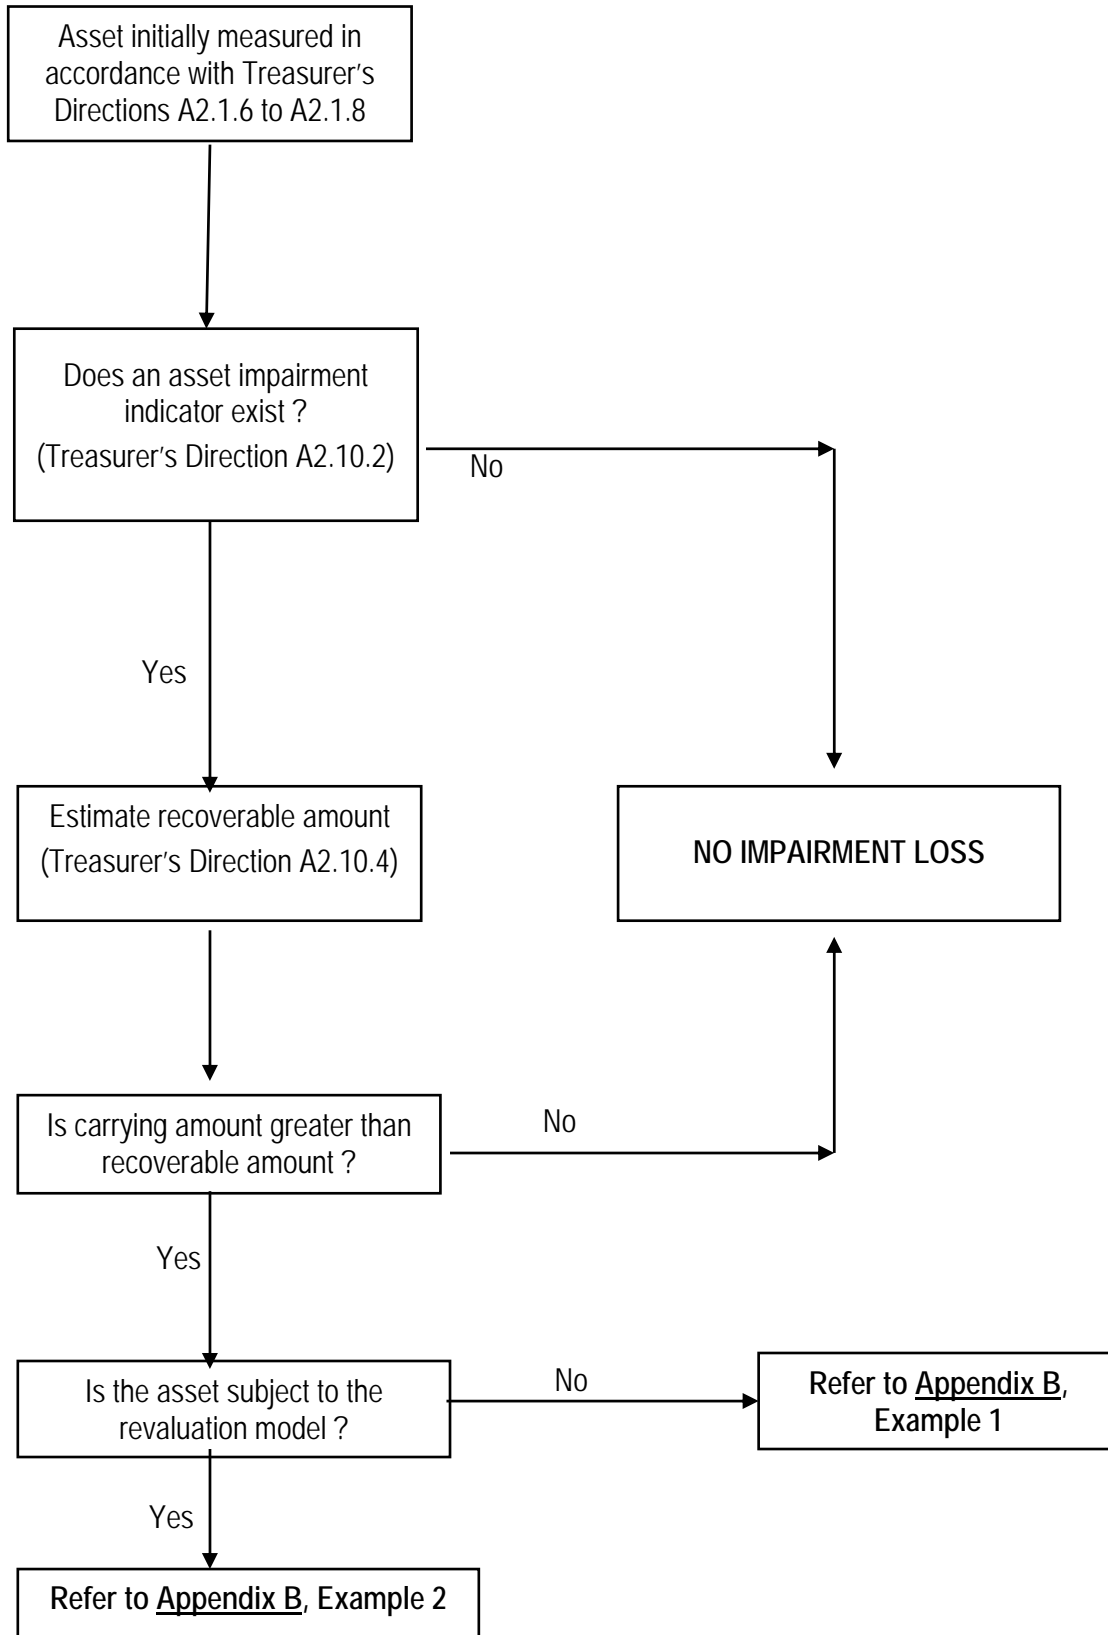 Asset initially measured in
accordance with Treasurer's
Directions A2.1.6 to A2.1.8
Does an asset impairment
indicator exist ?
(Treasurer's Direction A2.10.2)
No
Yes
Estimate recoverable amount
(Treasurer's Direction A2.10.4)
NO IMPAIRMENT LOSS
Is carrying amount greater than
recoverable amount ?
No
Yes
Is the asset subject to the
revaluation model ?
No
Refer to Appendix B,
Example 1
Yes
Refer to Appendix B, Example 2